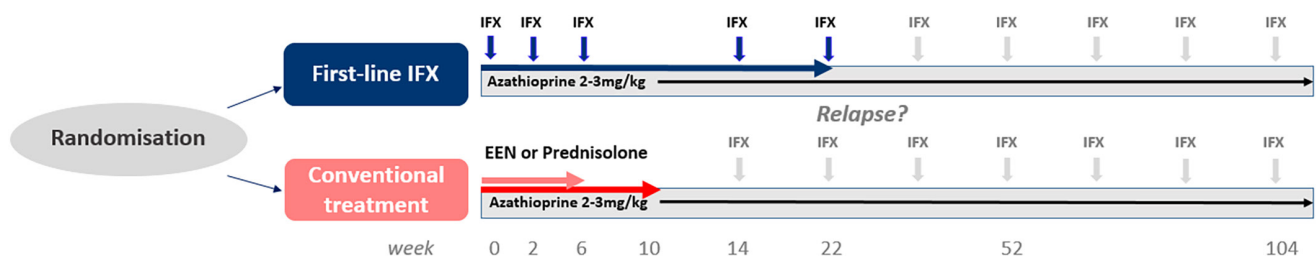 IFX IFX IFX IFX IFX IFX IFX IFX IFX IFX
First-line IFX
Azathioprine 2-3mg/kg
Randomisation
Relapse?
IFX IFX IFX IFX IFX IFX IFX
EEN or Prednisolone
Conventional
treatment
Azathioprine 2-3mg/kg
week 0 2 6 10 14 22 52 104